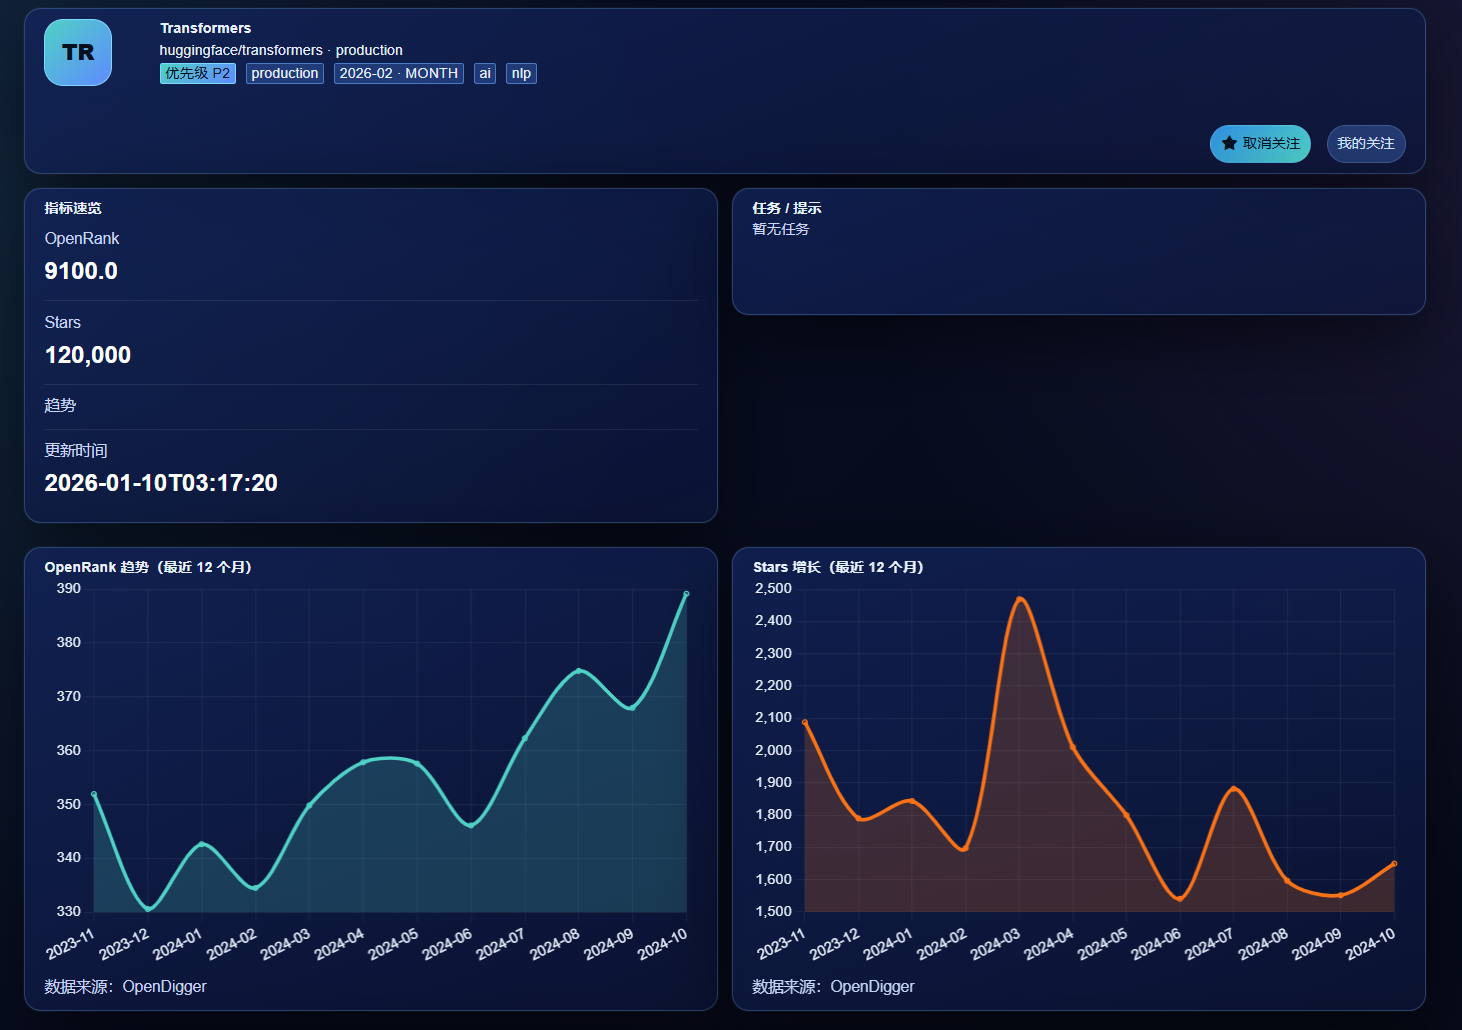 TR
Transformers
huggingface/transformers · production
优先级 P2 production 2026-02 · MONTH ai nlp
取消关注 我的关注
指标速览
OpenRank
9100.0
Stars
120,000
趋势
更新时间
2026-01-10T03:17:20
任务 / 提示
暂无任务
OpenRank 趋势（最近 12 个月）
390
380
370
360
350
340
330
2023-11 2023-12 2024-01 2024-02 2024-03 2024-04 2024-05 2024-06 2024-07 2024-08 2024-09 2024-10
数据来源：OpenDigger
Stars 增长（最近 12 个月）
2,500
2,400
2,300
2,200
2,100
2,000
1,900
1,800
1,700
1,600
1,500
2023-11 2023-12 2024-01 2024-02 2024-03 2024-04 2024-05 2024-06 2024-07 2024-08 2024-09 2024-10
数据来源：OpenDigger